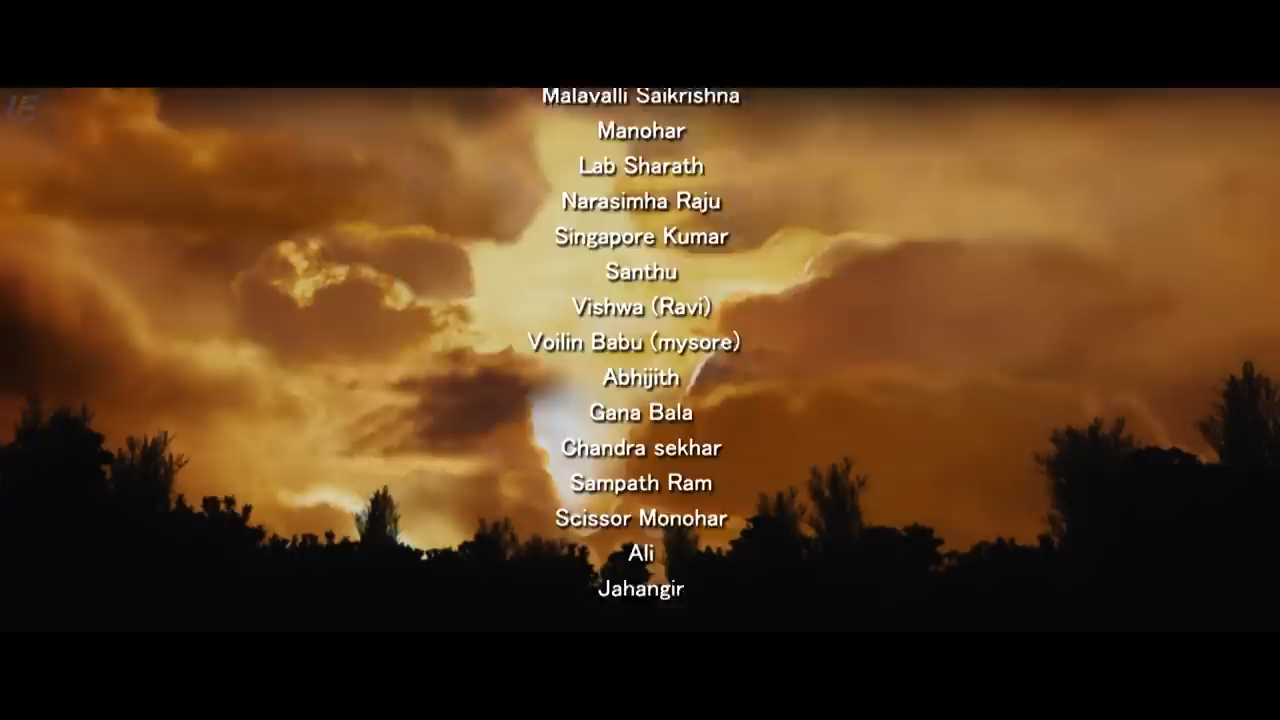 LE
Malavalli Saikrishna
Manohar
Lab Sharath
Narasimha Raju
Singapore Kumar
Santhu
Vishwa (Ravi)
Voilin Babu (mysore)
Abhijith
Gana Bala
Chandra sekhar
Sampath Ram
Scissor Monohar
Ali
Jahangir